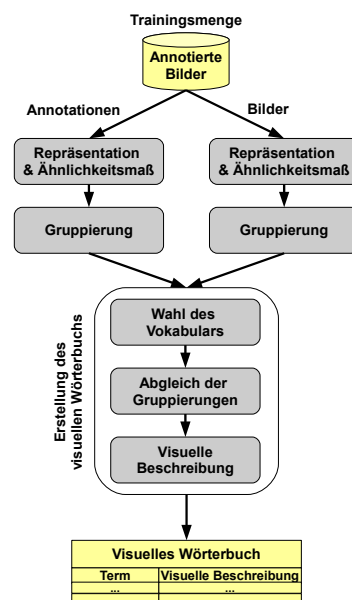 Trainingsmenge
Annotierte
Bilder
Annotationen
Bilder
Repräsentation
& Ähnlichkeitsmaß
Repräsentation
& Ähnlichkeitsmaß
Gruppierung
Gruppierung
Erstellung des
visuellen Wörterbuchs
Wahl des
Vokabulars
Abgleich der
Gruppierungen
Visuelle
Beschreibung
Visuelles Wörterbuch
Term Visuelle Beschreibung
... ...